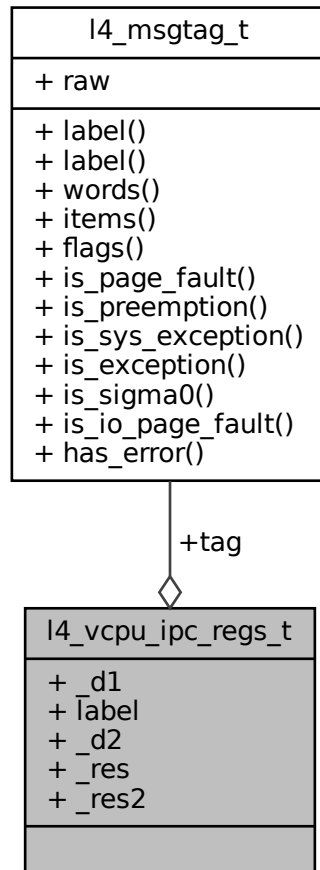 l4_msgtag_t
+ raw
+ label()
+ label()
+ words()
+ items()
+ flags()
+ is_page_fault()
+ is_preemption()
+ is_sys_exception()
+ is_exception()
+ is_sigma0()
+ is_io_page_fault()
+ has_error()
+tag
l4_vcpu_ipc_regs_t
+ _d1
+ label
+ _d2
+ _res
+ _res2